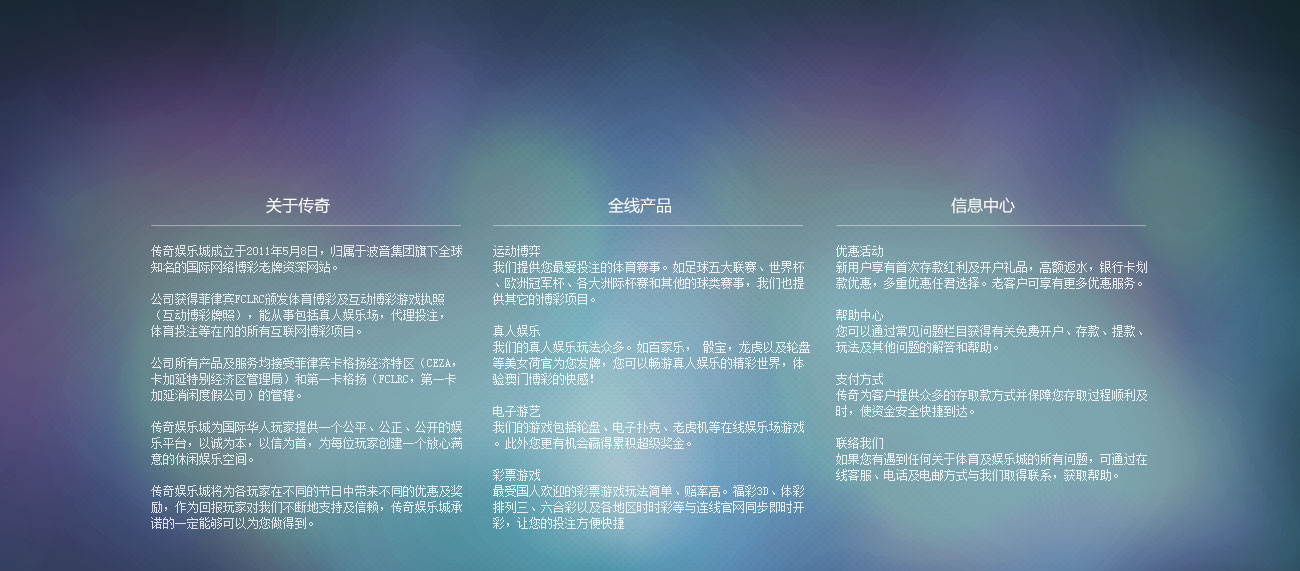 关于传奇
传奇娱乐城成立于2011年5月8日，归属于波音集团旗下全球
知名的国际网络博彩老牌资深网站。
公司获得菲律宾FCLRC颁发体育博彩及互动博彩游戏执照
（互动博彩牌照），能从事包括真人娱乐场，代理投注，
体育投注等在内的所有互联网博彩项目。
公司所有产品及服务均接受菲律宾卡格扬经济特区（CEZA，
卡加延特别经济区管理局）和第一卡格扬（FCLRC，第一卡
加延消闲度假公司）的管辖。
传奇娱乐城为国际华人玩家提供一个公平、公正、公开的娱
乐平台，以诚为本，以信为首，为每位玩家创建一个放心满
意的休闲娱乐空间。
传奇娱乐城将为各玩家在不同的节日中带来不同的优惠及奖
励，作为回报玩家对我们不断地支持及信赖，传奇娱乐城承
诺的一定能够可以为您做得到。
全线产品
运动博弈
我们提供您最爱投注的体育赛事。如足球五大联赛、世界杯
、欧洲冠军杯、各大洲际杯赛和其他的球类赛事，我们也提
供其它的博彩项目。
真人娱乐
我们的真人娱乐玩法众多。如百家乐， 骰宝，龙虎以及轮盘
等美女荷官为您发牌，您可以畅游真人娱乐的精彩世界，体
验澳门博彩的快感！
电子游艺
我们的游戏包括轮盘、电子扑克、老虎机等在线娱乐场游戏
。此外您更有机会赢得累积超级奖金。
彩票游戏
最受国人欢迎的彩票游戏玩法简单、赔率高。福彩3D、体彩
排列三、六合彩以及各地区时时彩等与连线官网同步即时开
彩，让您的投注方便快捷
信息中心
优惠活动
新用户享有首次存款红利及开户礼品，高额返水，银行卡划
款优惠，多重优惠任君选择。老客户可享有更多优惠服务。
帮助中心
您可以通过常见问题栏目获得有关免费开户、存款、提款、
玩法及其他问题的解答和帮助。
支付方式
传奇为客户提供众多的存取款方式并保障您存取过程顺利及
时，使资金安全快捷到达。
联络我们
如果您有遇到任何关于体育及娱乐城的所有问题，可通过在
线客服、电话及电邮方式与我们取得联系，获取帮助。